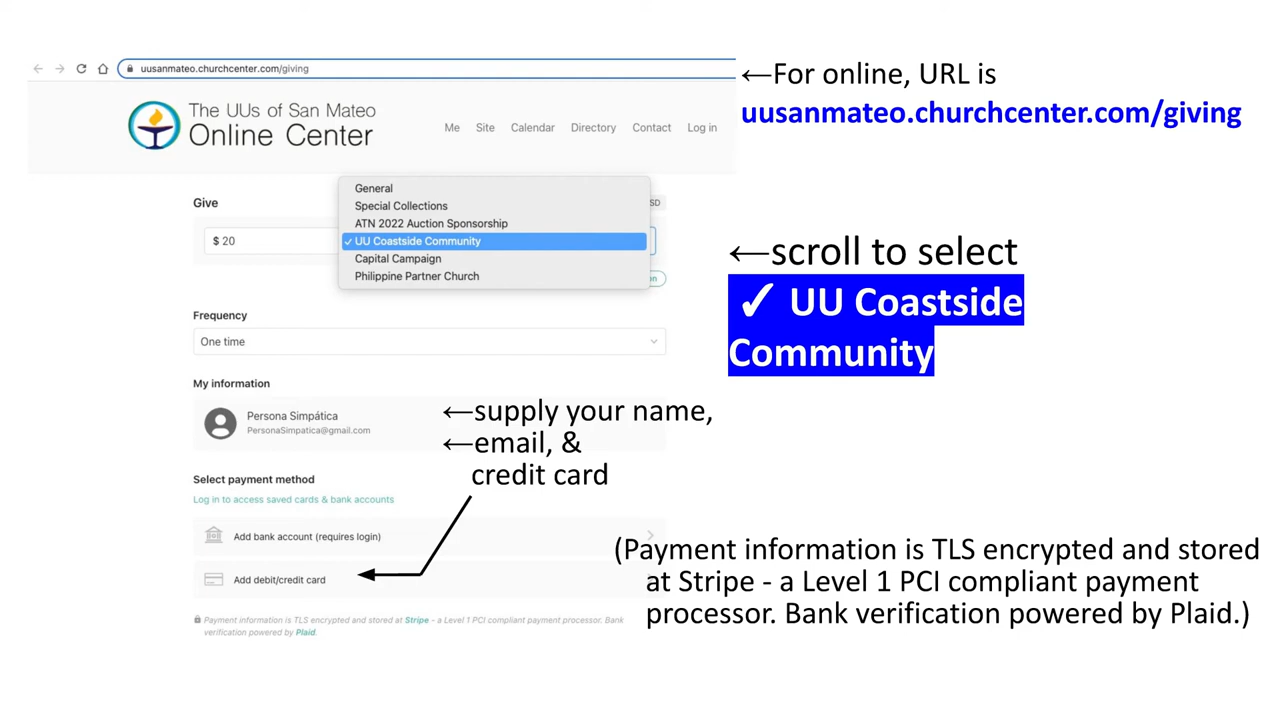 uusanmateo.churchcenter.com/giving
←For online, URL is
uusanmateo.churchcenter.com/giving
The UUs of San Mateo
Online Center
Me Site Calendar Directory Contact Log in
Give
SD
$ 20
General
Special Collections
ATN 2022 Auction Sponsorship
✓ UU Coastside Community
Capital Campaign
Philippine Partner Church
on
←scroll to select
✓ UU Coastside
Community
Frequency
One time
My information
Persona Simpática
PersonaSimpatica@gmail.com
←supply your name,
←email, &
credit card
Select payment method
Log in to access saved cards & bank accounts
Add bank account (requires login)
Add debit/credit card
(Payment information is TLS encrypted and stored
at Stripe - a Level 1 PCI compliant payment
processor. Bank verification powered by Plaid.)
Payment information is TLS encrypted and stored at Stripe - a Level 1 PCI compliant payment processor. Bank
verification powered by Plaid.